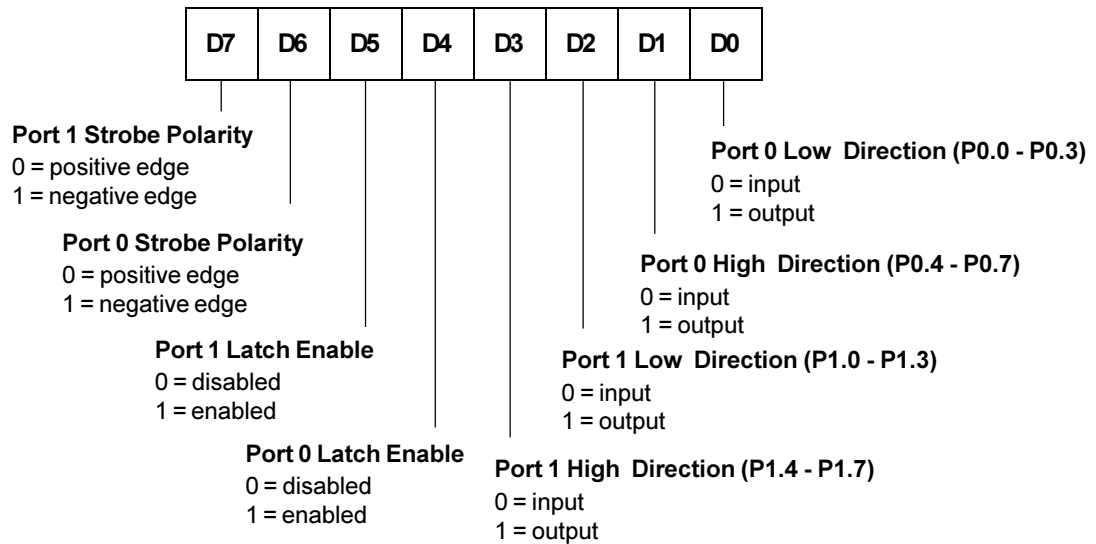 D7 D6 D5 D4 D3 D2 D1 D0
Port 1 Strobe Polarity
0 = positive edge
1 = negative edge
Port 0 Strobe Polarity
0 = positive edge
1 = negative edge
Port 1 Latch Enable
0 = disabled
1 = enabled
Port 0 Latch Enable
0 = disabled
1 = enabled
Port 1 High Direction (P1.4 - P1.7)
0 = input
1 = output
Port 1 Low Direction (P1.0 - P1.3)
0 = input
1 = output
Port 0 High Direction (P0.4 - P0.7)
0 = input
1 = output
Port 0 Low Direction (P0.0 - P0.3)
0 = input
1 = output